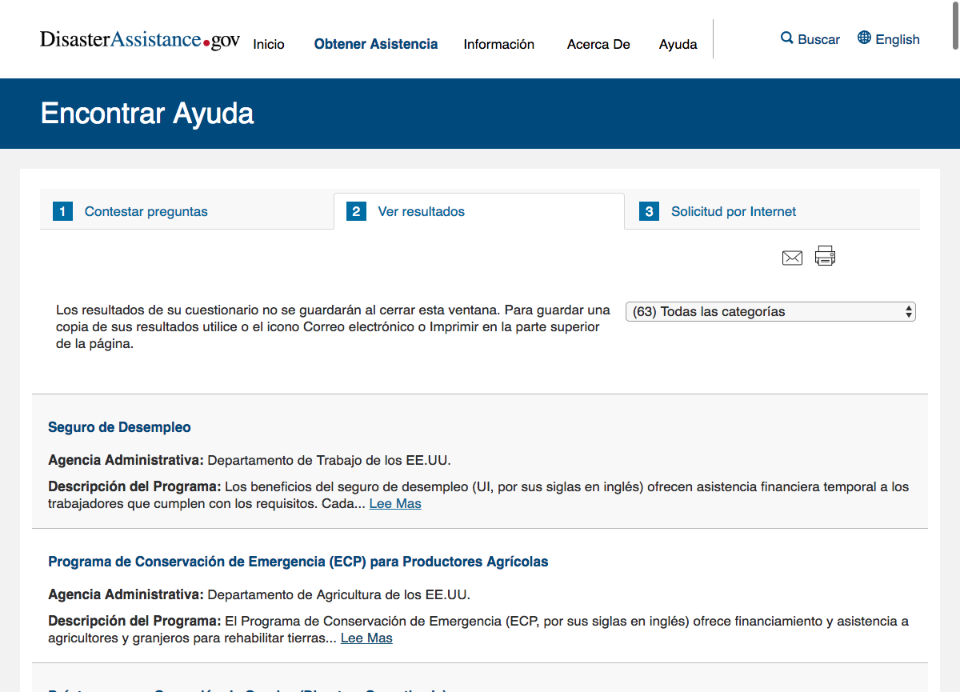 DisasterAssistance.gov
Inicio
Obtener Asistencia
Información
Acerca De
Ayuda
Buscar
English
Encontrar Ayuda
1 Contestar preguntas
2 Ver resultados
3 Solicitud por Internet
Los resultados de su cuestionario no se guardarán al cerrar esta ventana. Para guardar una
copia de sus resultados utilice o el icono Correo electrónico o Imprimir en la parte superior
de la página.
(63) Todas las categorías
Seguro de Desempleo
Agencia Administrativa: Departamento de Trabajo de los EE.UU.
Descripción del Programa: Los beneficios del seguro de desempleo (UI, por sus siglas en inglés) ofrecen asistencia financiera temporal a los
trabajadores que cumplen con los requisitos. Cada... Lee Mas
Programa de Conservación de Emergencia (ECP) para Productores Agrícolas
Agencia Administrativa: Departamento de Agricultura de los EE.UU.
Descripción del Programa: El Programa de Conservación de Emergencia (ECP, por sus siglas en inglés) ofrece financiamiento y asistencia a
agricultores y granjeros para rehabilitar tierras... Lee Mas